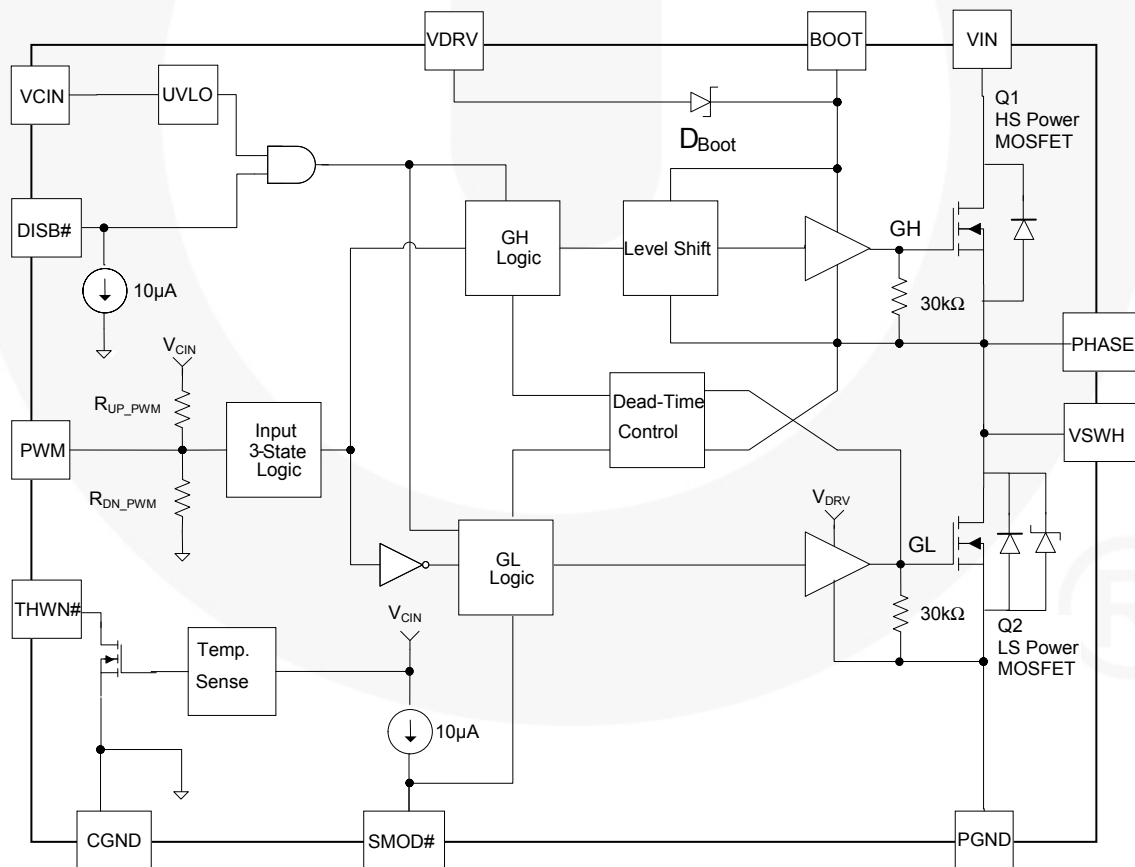 VDRV
BOOT
VIN
VCIN
UVLO
Q1
HS Power
MOSFET
DBoot
DISB#
GH
Logic
Level Shift
GH
10µA
30kΩ
VCIN
PHASE
RUP_PWM
Dead-Time
Control
PWM
Input
3-State
Logic
VSWH
RDN_PWM
VDRV
GL
Logic
GL
THWN#
VCIN
30kΩ
Q2
LS Power
MOSFET
Temp.
Sense
10µA
CGND
SMOD#
PGND
®